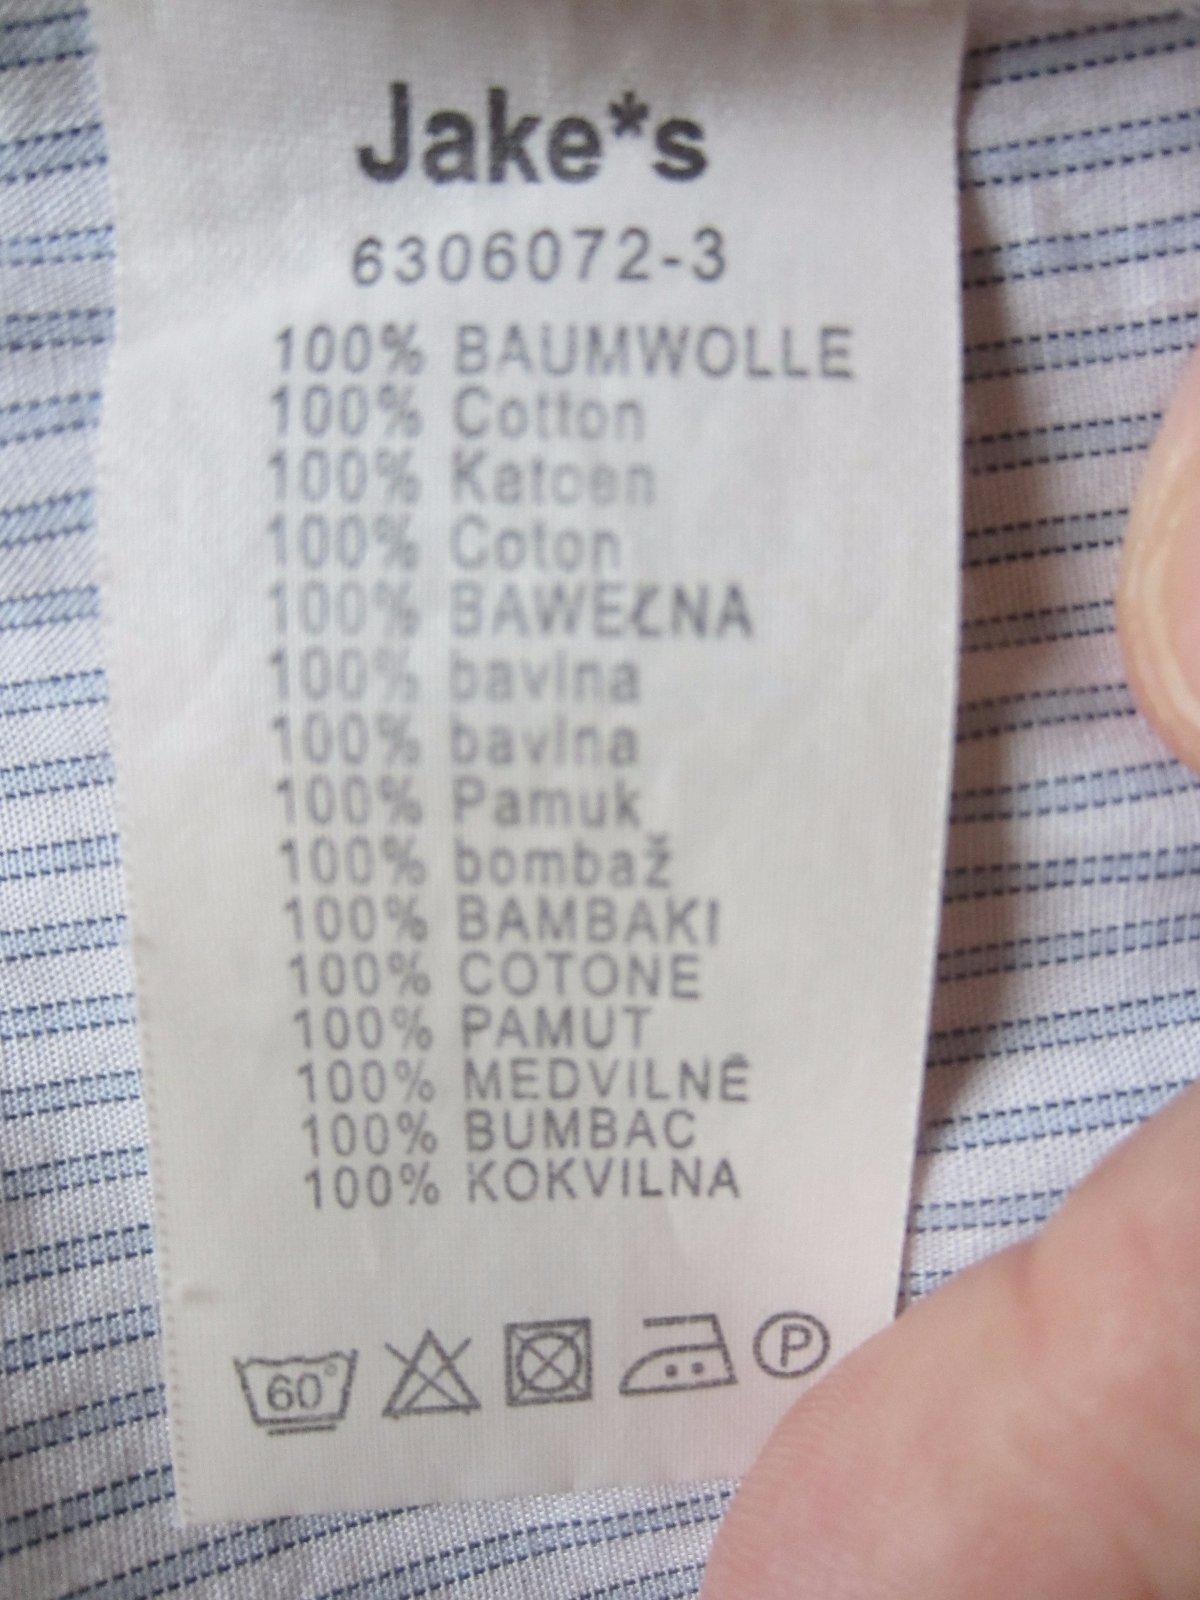 Jake*s
6306072-3
100% BAUMWOLLE
100% Cotton
100% Katoen
100% Coton
100% BAWEŁNA
100% bavlna
100% bavlna
100% Pamuk
100% bombaž
100% BAMBAKI
100% COTONE
100% PAMUT
100% MEDVILNĖ
100% BUMBAC
100% KOKVILNA
60° P